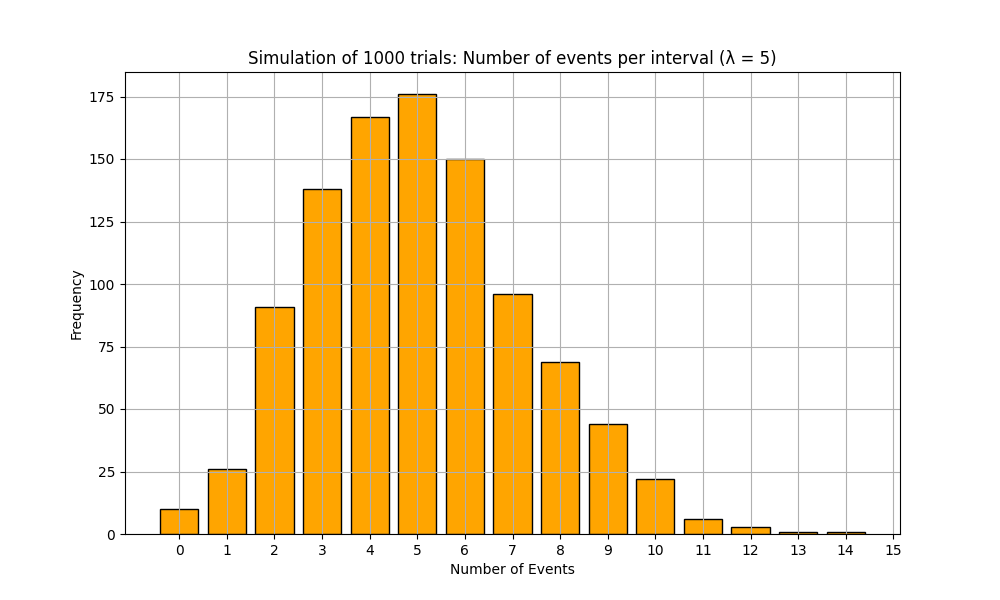 Simulation of 1000 trials: Number of events per interval (λ = 5)
175
150
125
100
75
50
25
0
Frequency
0 1 2 3 4 5 6 7 8 9 10 11 12 13 14 15
Number of Events